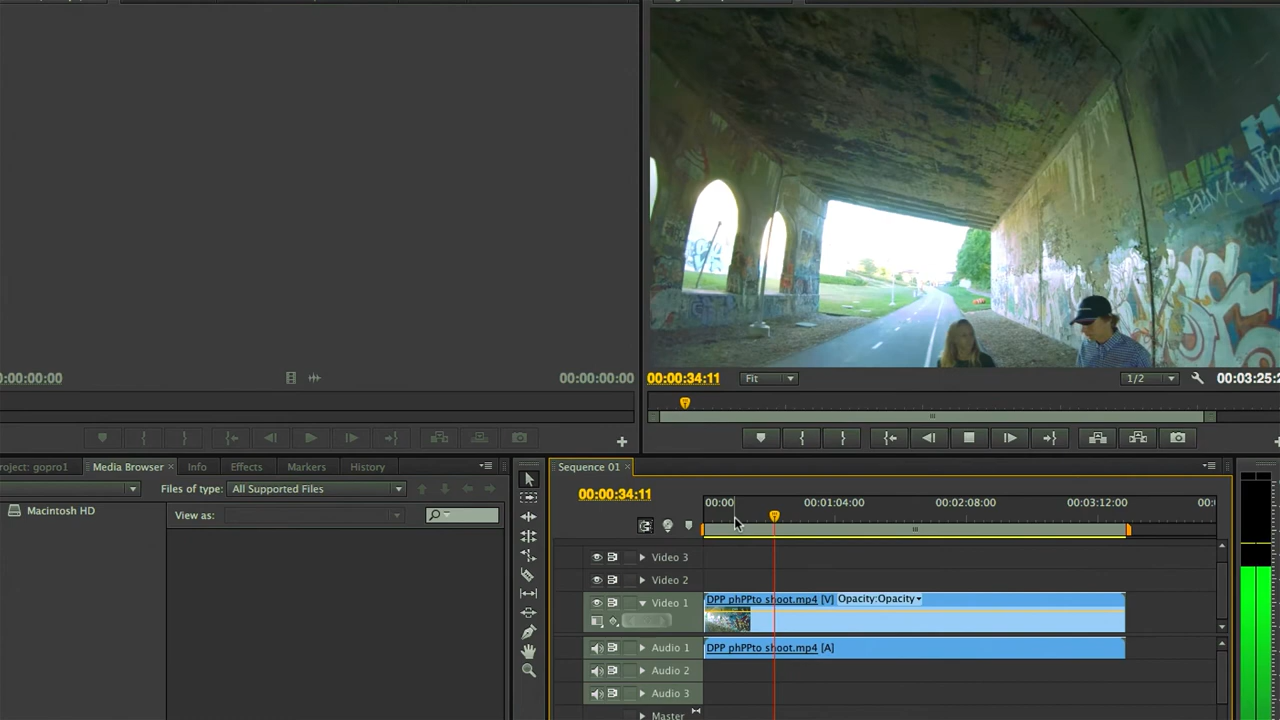 0:00:00:00
00:00:00:00
00:00:34:11
Fit
1/2
00:03:25:2
roject: gopro1
Media Browser
Info
Effects
Markers
History
Files of type:
All Supported Files
View as:
Macintosh HD
Sequence 01
00:00:34:11
00:00
00:01:04:00
00:02:08:00
00:03:12:00
00:
Video 3
Video 2
Video 1
DPP phPPto shoot.mp4 [V] Opacity:Opacity
Audio 1
DPP phPPto shoot.mp4 [A]
Audio 2
Audio 3
Master